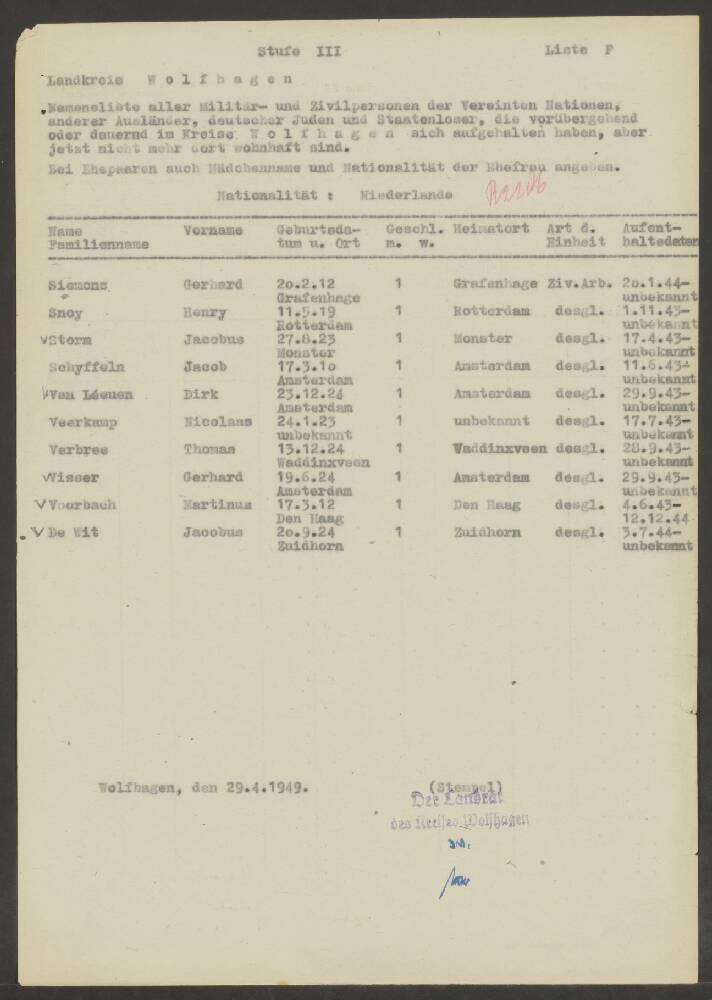 Stufe III Liste F
Landkreis W o l f h a g e n
Namensliste aller Militär- und Zivilpersonen der Vereinten Nationen,
anderer Ausländer, deutscher Juden und Staatenloser, die vorübergehend
oder dauernd im Kreise W o l f h a g e n sich aufgehalten haben, aber
jetzt nicht mehr dort wohnhaft sind.
Bei Ehepaaren auch Mädchenname und Nationalität der Ehefrau angeben.
Nationalität : Niederlande
Name Vorname Geburtsda- Geschl. Heimatort Art d. Aufent-
Familienname tum u. Ort m. w. Einheit haltsdaten
Siemons Gerhard 20.2.12 1 Grafenhage Ziv.Arb. 20.1.44-
Grafenhage unbekannt
Snoy Henry 11.5.19 1 Rotterdam desgl. 1.11.43-
Rotterdam unbekannt
VStorm Jacobus 27.8.23 1 Monster desgl. 17.4.43-
Monster unbekannt
Schyffeln Jacob 17.3.10 1 Amsterdam desgl. 11.6.43-
Amsterdam unbekannt
Van Léeuen Dirk 23.12.24 1 Amsterdam desgl. 29.9.43-
Amsterdam unbekannt
Veerkamp Nicolaas 24.1.23 1 unbekannt desgl. 17.7.43-
unbekannt unbekannt
Verbree Thomas 13.12.24 1 Waddinxveen desgl. 28.9.43-
Waddinxveen unbekannt
Visser Gerhard 19.6.24 1 Amsterdam desgl. 29.9.43-
Amsterdam unbekannt
V Voorbach Martinus 17.3.12 1 Den Haag desgl. 4.6.43-
Den Haag 12.12.44
V De Wit Jacobus 20.9.24 1 Zuidhorn desgl. 3.7.44-
Zuidhorn unbekannt
Wolfhagen, den 29.4.1949. (Stempel)
Der Landrat
des Kreises Wolfhagen